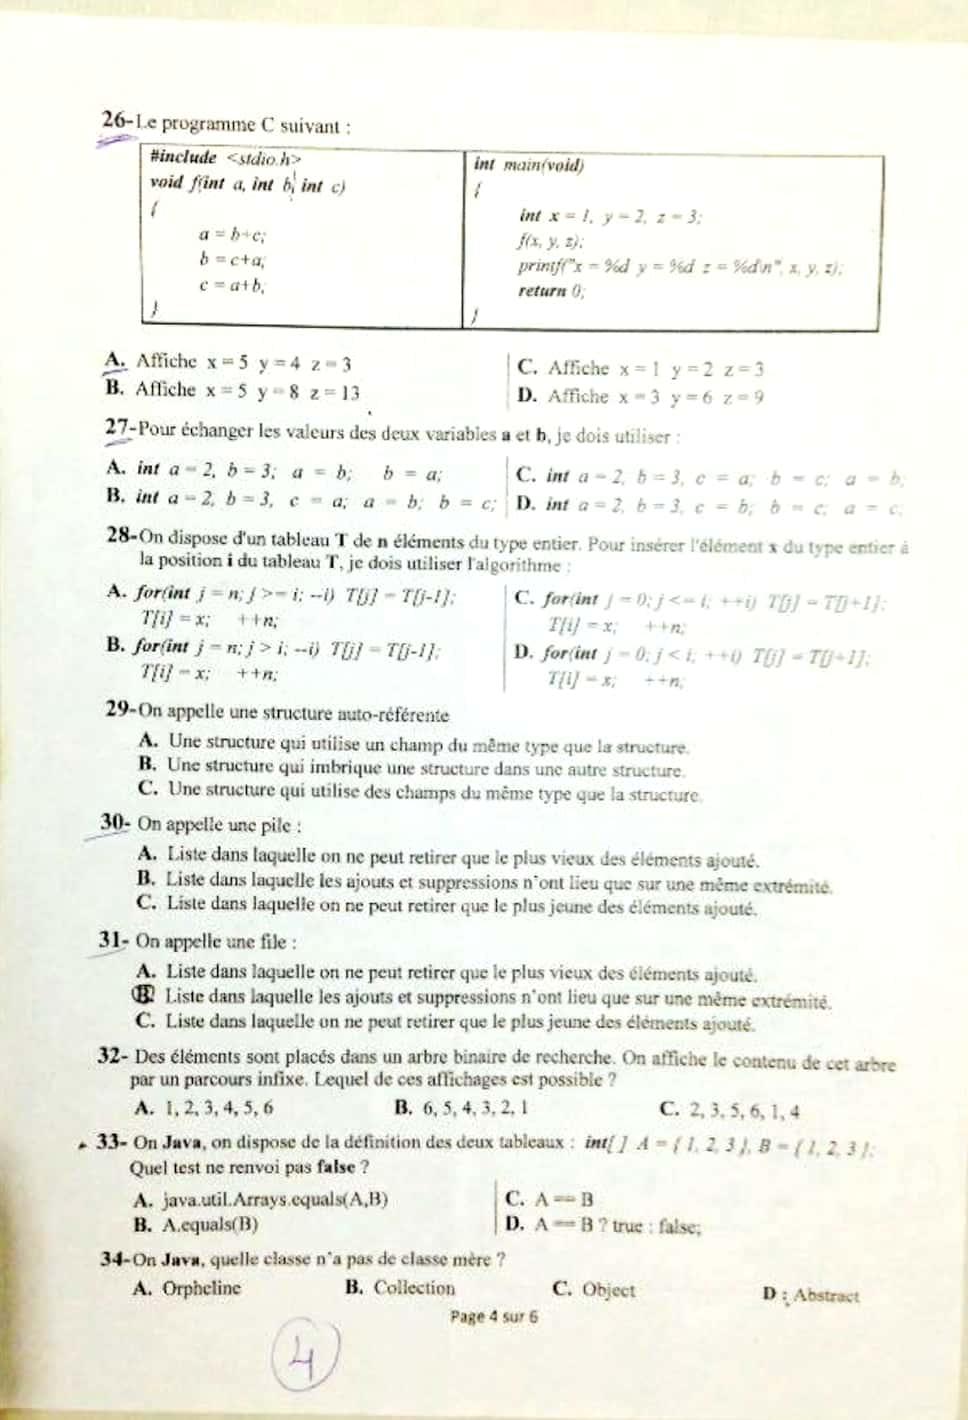 26-Le programme C suivant :
#include <stdio.h>
void f(int a, int b, int c)
{
a = b+c;
b = c+a;
c = a+b;
}
int main(void)
{
int x = 1, y = 2, z = 3;
f(x, y, z);
printf("x = %d y = %d z = %d\n", x, y, z);
return 0;
}
A. Affiche x = 5 y = 4 z = 3
B. Affiche x = 5 y = 8 z = 13
C. Affiche x = 1 y = 2 z = 3
D. Affiche x = 3 y = 6 z = 9
27-Pour échanger les valeurs des deux variables a et b, je dois utiliser :
A. int a = 2, b = 3; a = b; b = a;
B. int a = 2, b = 3, c = a; a = b; b = c;
C. int a = 2, b = 3, c = a; b = c; a = b;
D. int a = 2, b = 3, c = b; b = c; a = c;
28-On dispose d'un tableau T de n éléments du type entier. Pour insérer l'élément x du type entier à
la position i du tableau T, je dois utiliser l'algorithme :
A. for(int j = n; j >= i; --i) T[j] = T[j-1];
T[i] = x; ++n;
B. for(int j = n; j > i; --i) T[j] = T[j-1];
T[i] = x; ++n;
C. for(int j = 0; j <= i; ++i) T[j] = T[j+1];
T[i] = x; ++n;
D. for(int j = 0; j < i; ++i) T[j] = T[j+1];
T[i] = x; ++n;
29-On appelle une structure auto-référente
A. Une structure qui utilise un champ du même type que la structure.
B. Une structure qui imbrique une structure dans une autre structure.
C. Une structure qui utilise des champs du même type que la structure.
30- On appelle une pile :
A. Liste dans laquelle on ne peut retirer que le plus vieux des éléments ajouté.
B. Liste dans laquelle les ajouts et suppressions n'ont lieu que sur une même extrémité.
C. Liste dans laquelle on ne peut retirer que le plus jeune des éléments ajouté.
31- On appelle une file :
A. Liste dans laquelle on ne peut retirer que le plus vieux des éléments ajouté.
B. Liste dans laquelle les ajouts et suppressions n'ont lieu que sur une même extrémité.
C. Liste dans laquelle on ne peut retirer que le plus jeune des éléments ajouté.
32- Des éléments sont placés dans un arbre binaire de recherche. On affiche le contenu de cet arbre
par un parcours infixe. Lequel de ces affichages est possible ?
A. 1, 2, 3, 4, 5, 6 B. 6, 5, 4, 3, 2, 1 C. 2, 3, 5, 6, 1, 4
33- On Java, on dispose de la définition des deux tableaux : int[ ] A = { 1, 2, 3 }, B = { 1, 2, 3 };
Quel test ne renvoi pas false ?
A. java.util.Arrays.equals(A,B)
B. A.equals(B)
C. A == B
D. A == B ? true : false;
34-On Java, quelle classe n'a pas de classe mère ?
A. Orpheline B. Collection C. Object D : Abstract
Page 4 sur 6
4